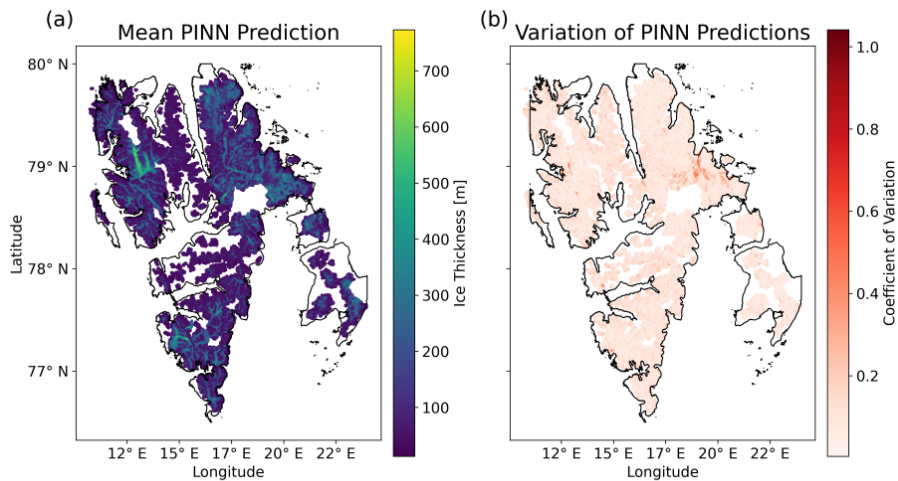 (a)
Mean PINN Prediction
80° N
79° N
78° N
77° N
Latitude
12° E 15° E 17° E 20° E 22° E
Longitude
700
600
500
400
300
200
100
Ice Thickness [m]
(b)
Variation of PINN Predictions
12° E 15° E 17° E 20° E 22° E
Longitude
1.0
0.8
0.6
0.4
0.2
Coefficient of Variation